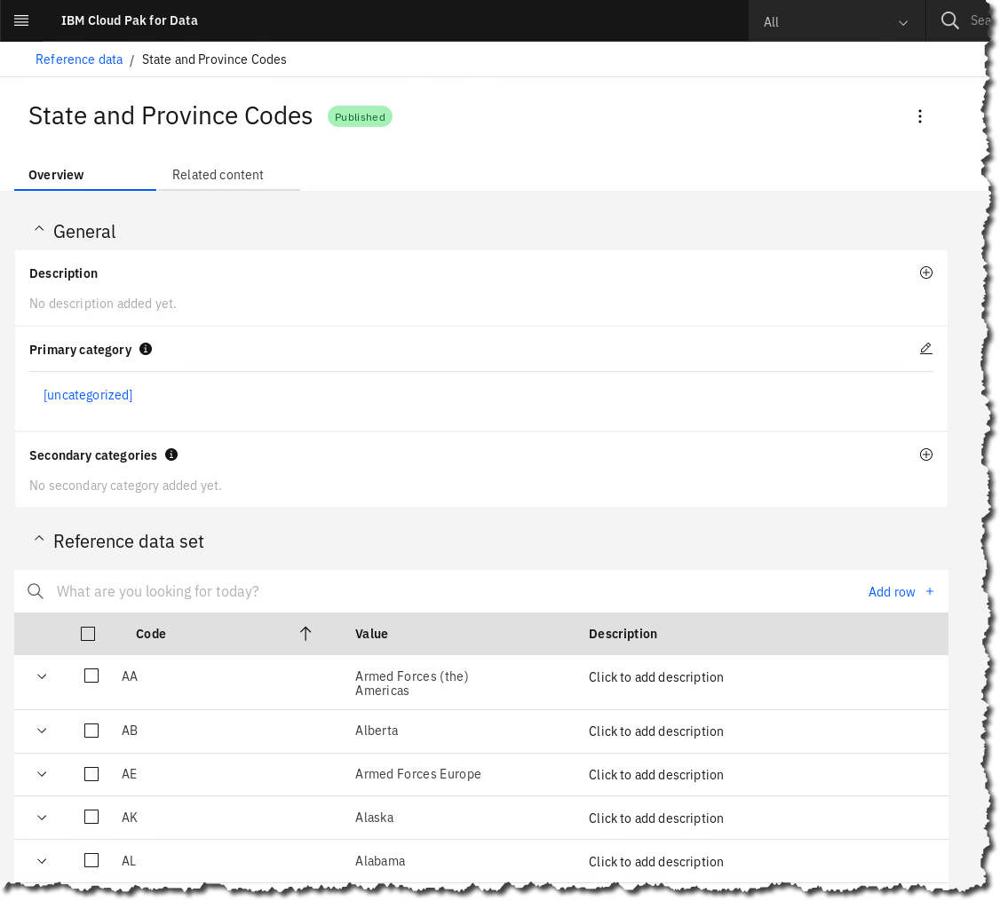 IBM Cloud Pak for Data
All
Sea
Reference data / State and Province Codes
State and Province Codes Published
Overview Related content
General
Description
No description added yet.
Primary category
[uncategorized]
Secondary categories
No secondary category added yet.
Reference data set
What are you looking for today? Add row +
Code Value Description
AA Armed Forces (the) Click to add description
Americas
AB Alberta Click to add description
AE Armed Forces Europe Click to add description
AK Alaska Click to add description
AL Alabama Click to add description